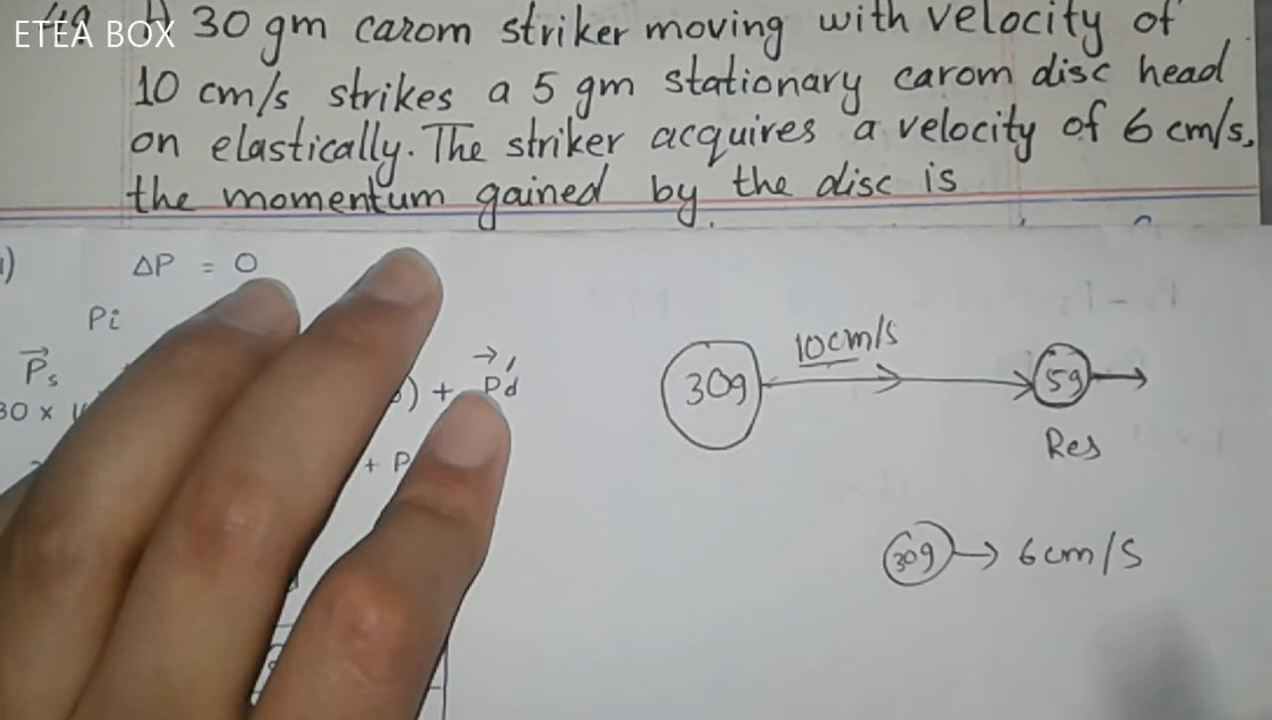 ETEA BOX
30 gm carom striker moving with velocity of
10 cm/s strikes a 5 gm stationary carom disc head
on elastically. The striker acquires a velocity of 6 cm/s,
the momentum gained by the disc is
ΔP = 0
Pi
10cm/s
P⃗s ) + P⃗d'
30g 5g
30 x
+ P
Res
30g → 6cm/s